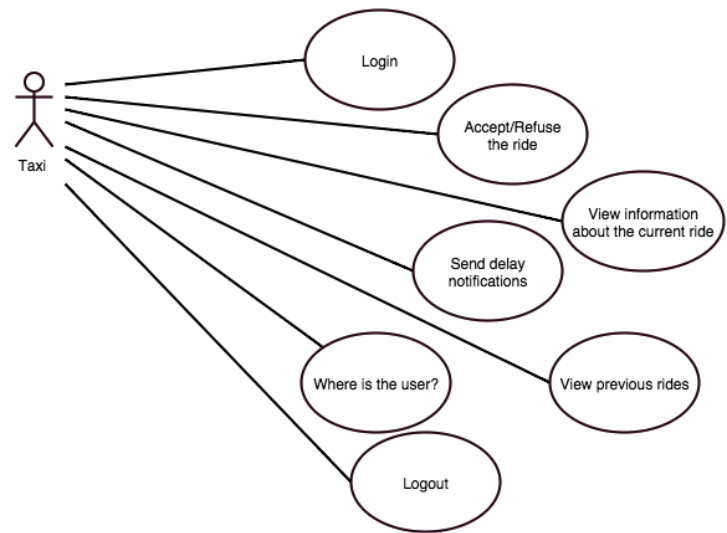 Login
Accept/Refuse
the ride
Taxi
View information
about the current ride
Send delay
notifications
Where is the user?
View previous rides
Logout